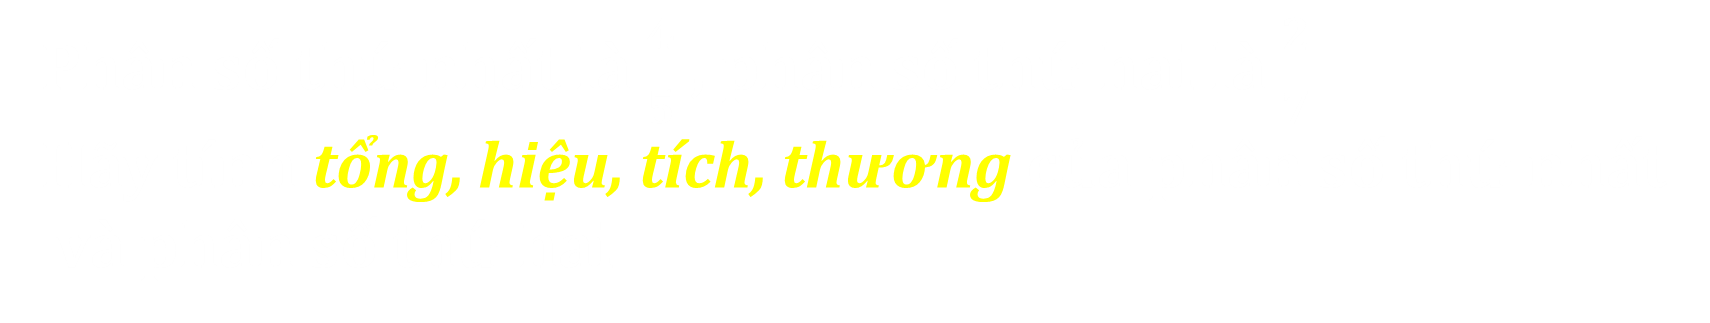 tổng, hiệu, tích, thương